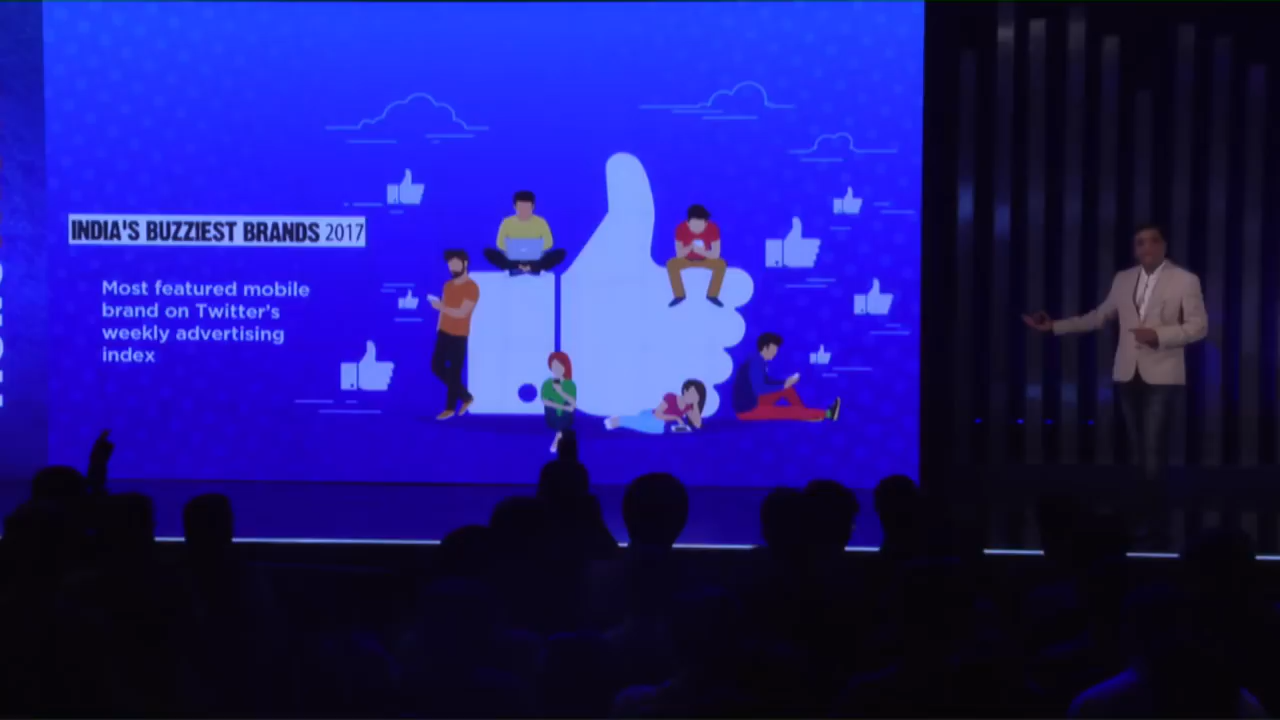 INDIA'S BUZZIEST BRANDS 2017
Most featured mobile
brand on Twitter's
weekly advertising
index